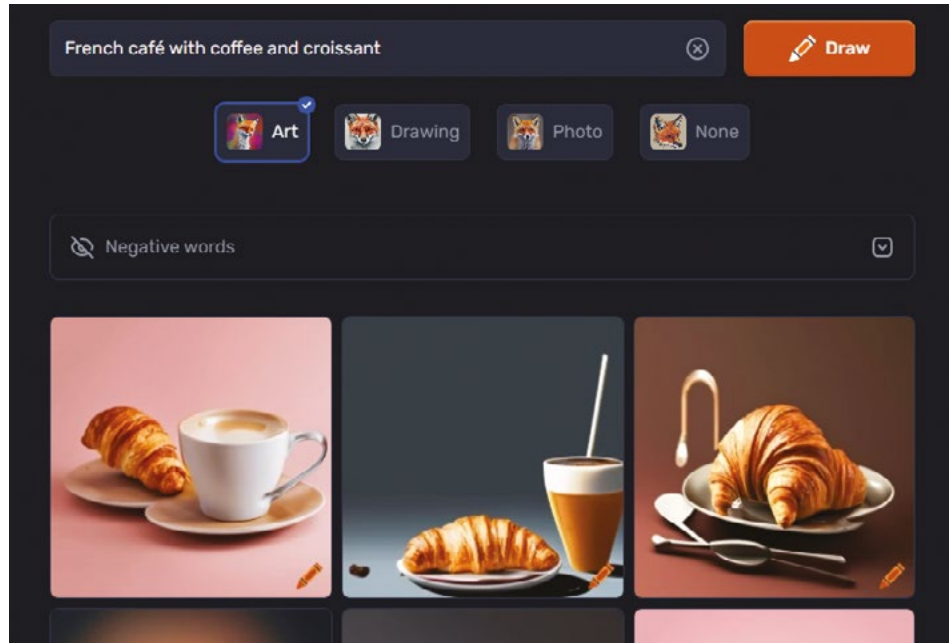 French café with coffee and croissant
Draw
Art
Drawing
Photo
None
Negative words